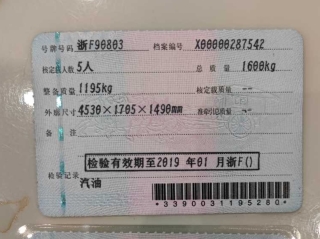 号牌号码 浙F90803 档案编号 X00000287542
核定载人数 5人 总质量 1600kg
整备质量 1195kg 核定载质量 --
外廓尺寸 4530×1705×1490mm 准牵引总质量 --
备注
检验有效期至2019年01月浙F()
检验记录
汽油
*3390031195280*